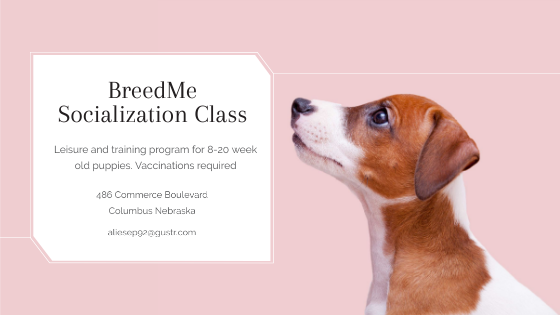 BreedMe
Socialization Class
Leisure and training program for 8-20 week
old puppies. Vaccinations required
486 Commerce Boulevard
Columbus Nebraska
aliesep92@gustr.com